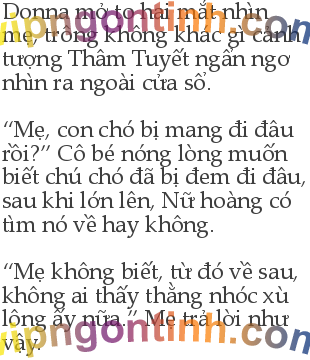 Donna mở to hai mắt nhìn
mẹ, trông không khác gì cảnh
tượng Thâm Tuyết ngẩn ngơ
nhìn ra ngoài cửa sổ.
“Mẹ, con chó bị mang đi đâu
rồi?” Cô bé nóng lòng muốn
biết chú chó đã bị đem đi đâu,
sau khi lớn lên, Nữ hoàng có
tìm nó về hay không.
“Mẹ không biết, từ đó về sau,
không ai thấy thằng nhóc xù
lông ấy nữa.” Mẹ trả lời như
vậy.
vipngontinh.com
vipngontinh.com